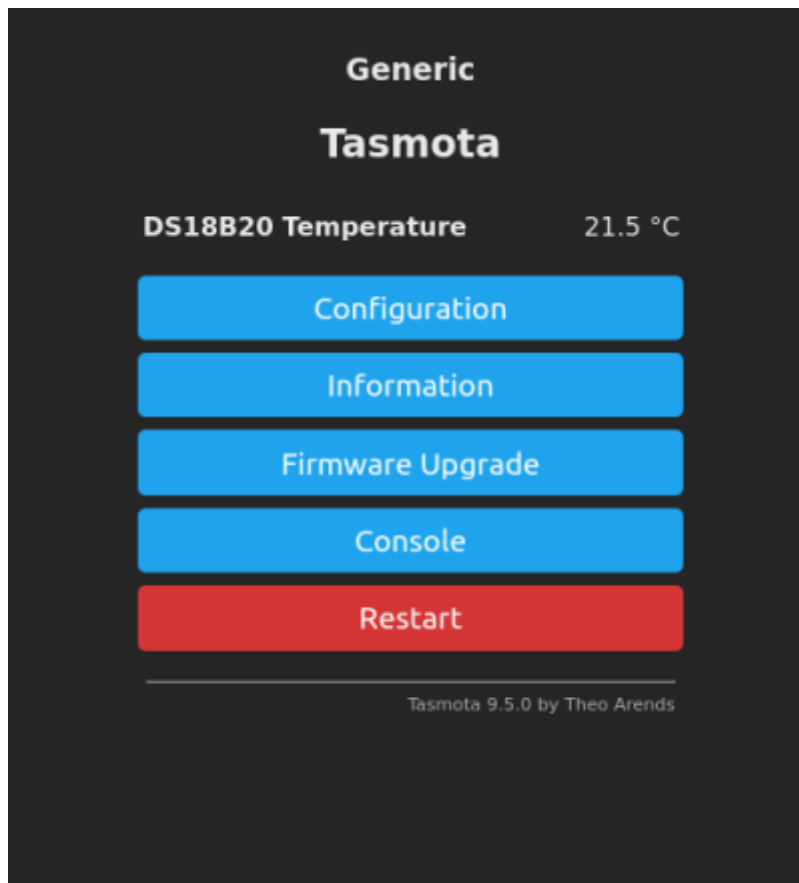 Generic
Tasmota
DS18B20 Temperature 21.5 °C
Configuration
Information
Firmware Upgrade
Console
Restart
Tasmota 9.5.0 by Theo Arends